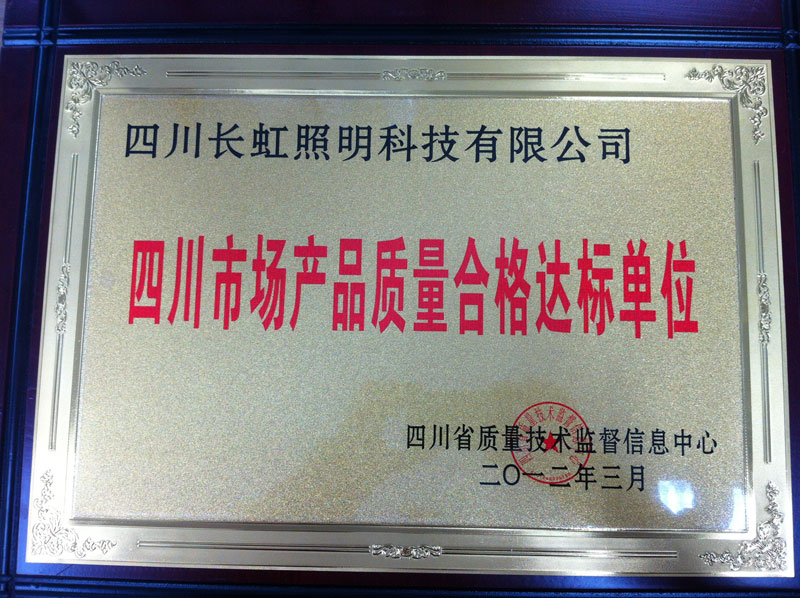 四川长虹照明科技有限公司
四川市场产品质量合格达标单位
四川省质量技术监督信息中心
二〇一二年三月